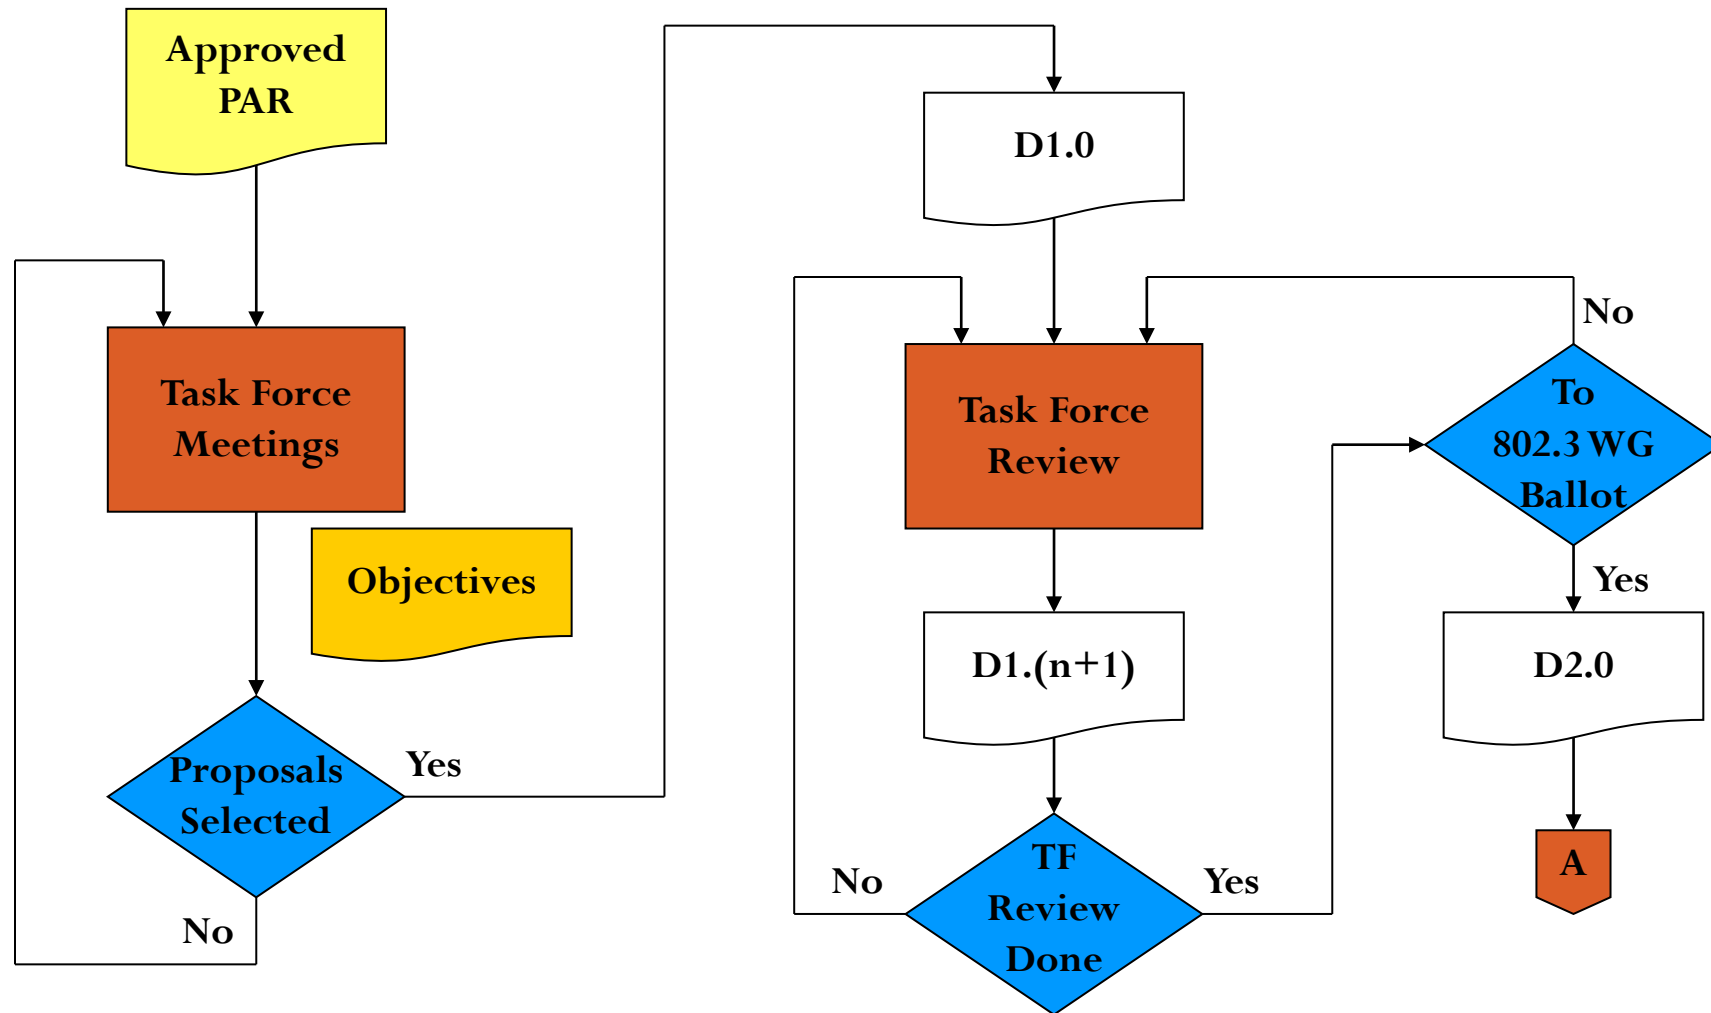 Approved
PAR
Task Force
Meetings
Objectives
Proposals
Selected
Yes
No
D1.0
Task Force
Review
D1.(n+1)
TF
Review
Done
No
Yes
To
802.3 WG
Ballot
No
Yes
D2.0
A